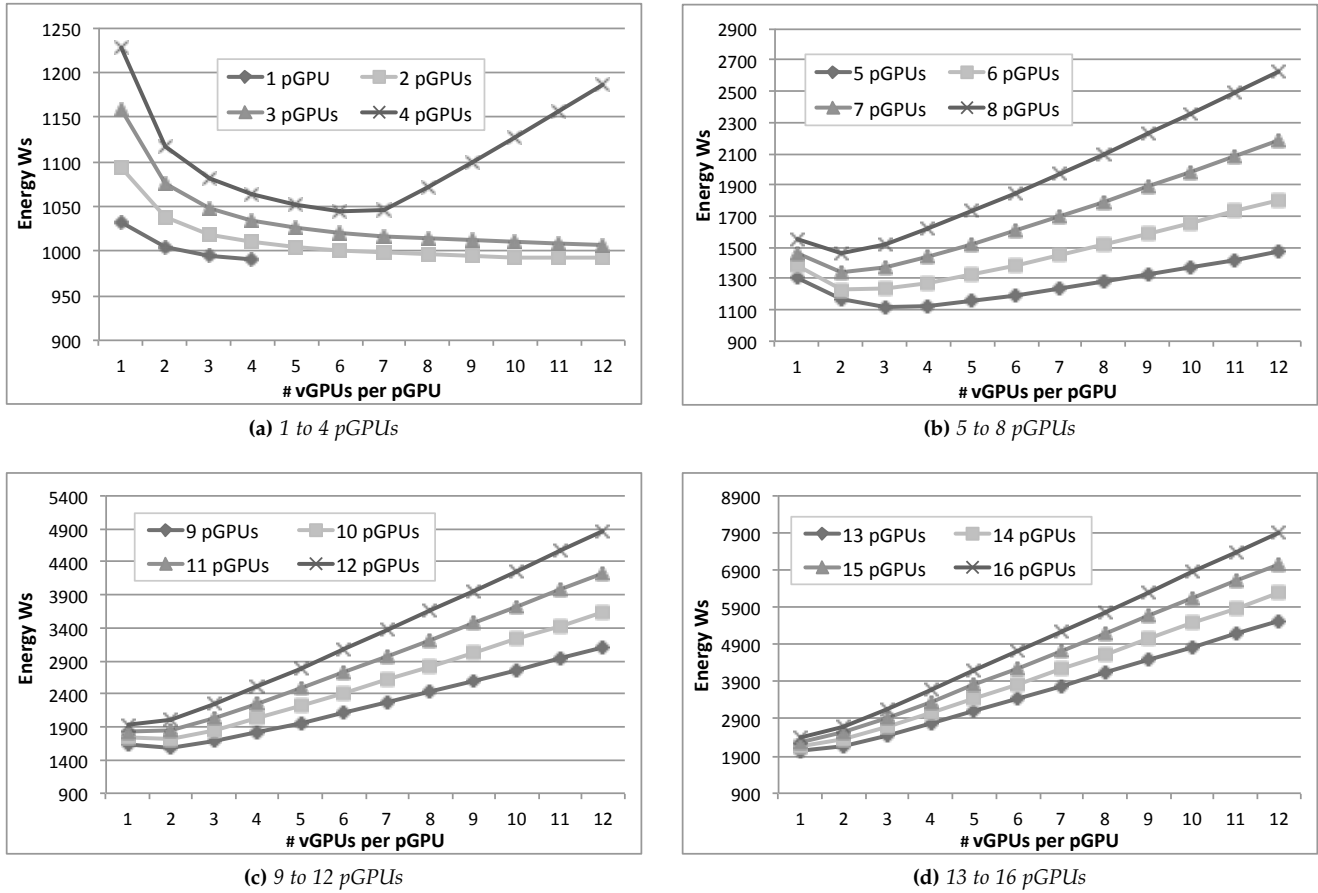 1250
1200
1150
1100
1050
1000
950
900
Energy Ws
1 pGPU
2 pGPUs
3 pGPUs
4 pGPUs
1 2 3 4 5 6 7 8 9 10 11 12
# vGPUs per pGPU
(a) 1 to 4 pGPUs
2900
2700
2500
2300
2100
1900
1700
1500
1300
1100
900
Energy Ws
5 pGPUs
6 pGPUs
7 pGPUs
8 pGPUs
1 2 3 4 5 6 7 8 9 10 11 12
# vGPUs per pGPU
(b) 5 to 8 pGPUs
5400
4900
4400
3900
3400
2900
2400
1900
1400
900
Energy Ws
9 pGPUs
10 pGPUs
11 pGPUs
12 pGPUs
1 2 3 4 5 6 7 8 9 10 11 12
# vGPUs per pGPU
(c) 9 to 12 pGPUs
8900
7900
6900
5900
4900
3900
2900
1900
900
Energy Ws
13 pGPUs
14 pGPUs
15 pGPUs
16 pGPUs
1 2 3 4 5 6 7 8 9 10 11 12
# vGPUs per pGPU
(d) 13 to 16 pGPUs